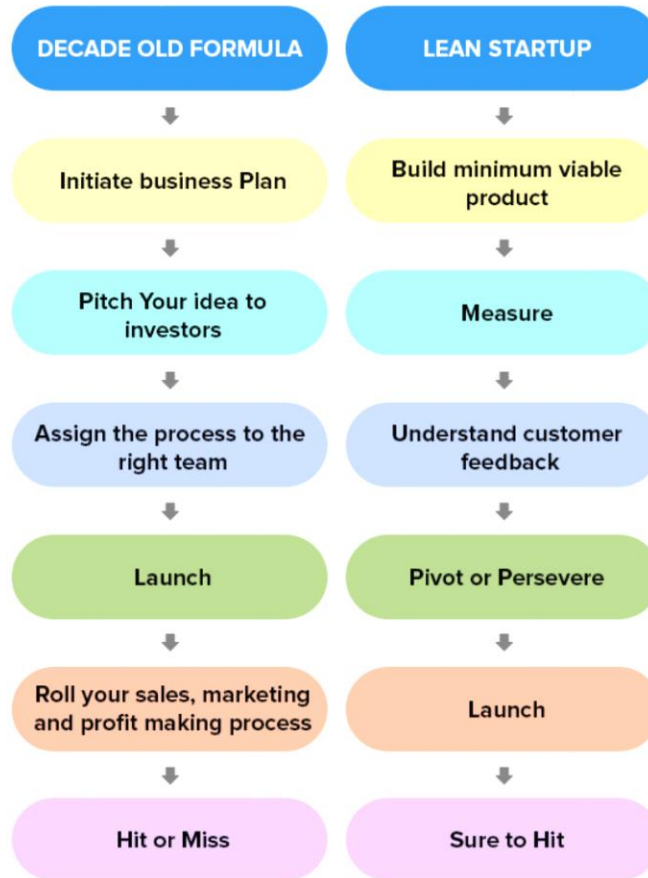 DECADE OLD FORMULA
Initiate business Plan
Pitch Your idea to
investors
Assign the process to the
right team
Launch
Roll your sales, marketing
and profit making process
Hit or Miss
LEAN STARTUP
Build minimum viable
product
Measure
Understand customer
feedback
Pivot or Persevere
Launch
Sure to Hit